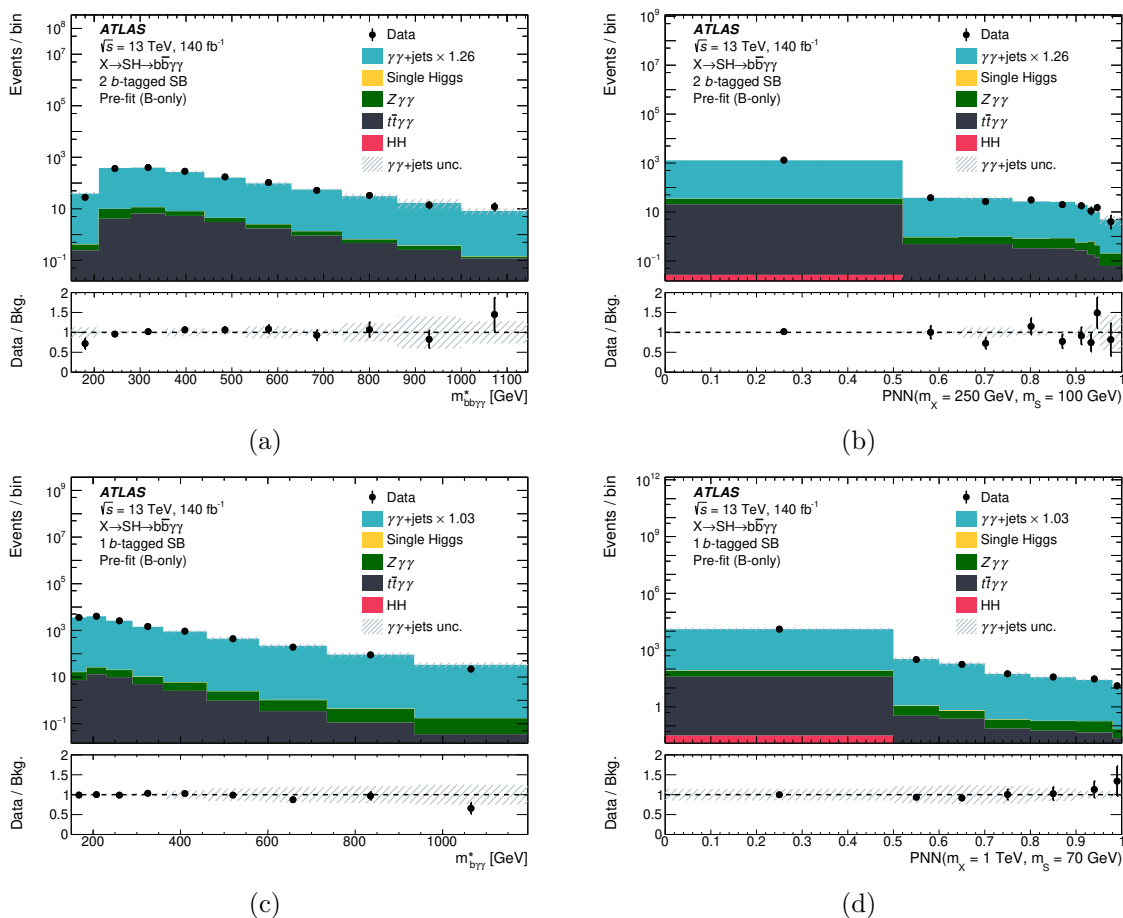 Events / bin
10⁸
10⁷
10⁵
10³
10
10⁻¹
ATLAS
√s = 13 TeV, 140 fb⁻¹
X→SH→bb̅γγ
2 b-tagged SB
Pre-fit (B-only)
Data
γγ+jets × 1.26
Single Higgs
Zγγ
tt̅γγ
HH
γγ+jets unc.
Data / Bkg.
2
1.5
1
0.5
0
200 300 400 500 600 700 800 900 1000 1100
m*bb̅γγ [GeV]
(a)
Events / bin
10⁹
10⁷
10⁵
10³
10
10⁻¹
ATLAS
√s = 13 TeV, 140 fb⁻¹
X→SH→bb̅γγ
2 b-tagged SB
Pre-fit (B-only)
Data
γγ+jets × 1.26
Single Higgs
Zγγ
tt̅γγ
HH
γγ+jets unc.
Data / Bkg.
2
1.5
1
0.5
0
0 0.1 0.2 0.3 0.4 0.5 0.6 0.7 0.8 0.9 1
PNN(mX = 250 GeV, mS = 100 GeV)
(b)
Events / bin
10⁹
10⁷
10⁵
10³
10
10⁻¹
ATLAS
√s = 13 TeV, 140 fb⁻¹
X→SH→bb̅γγ
1 b-tagged SB
Pre-fit (B-only)
Data
γγ+jets × 1.03
Single Higgs
Zγγ
tt̅γγ
HH
γγ+jets unc.
Data / Bkg.
2
1.5
1
0.5
0
200 400 600 800 1000
m*bγγ [GeV]
(c)
Events / bin
10¹²
10¹⁰
10⁸
10⁶
10⁴
10²
1
ATLAS
√s = 13 TeV, 140 fb⁻¹
X→SH→bb̅γγ
1 b-tagged SB
Pre-fit (B-only)
Data
γγ+jets × 1.03
Single Higgs
Zγγ
tt̅γγ
HH
γγ+jets unc.
Data / Bkg.
2
1.5
1
0.5
0
0 0.1 0.2 0.3 0.4 0.5 0.6 0.7 0.8 0.9 1
PNN(mX = 1 TeV, mS = 70 GeV)
(d)